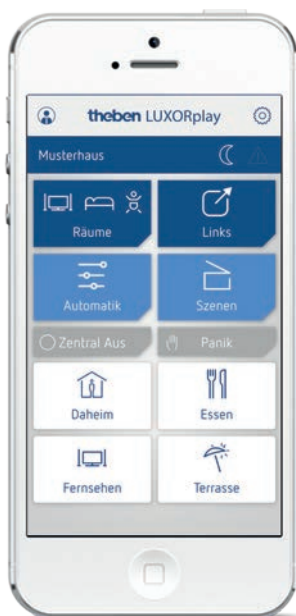 theben LUXORplay
Musterhaus
Räume Links
Automatik Szenen
Zentral Aus Panik
Daheim Essen
Fernsehen Terrasse